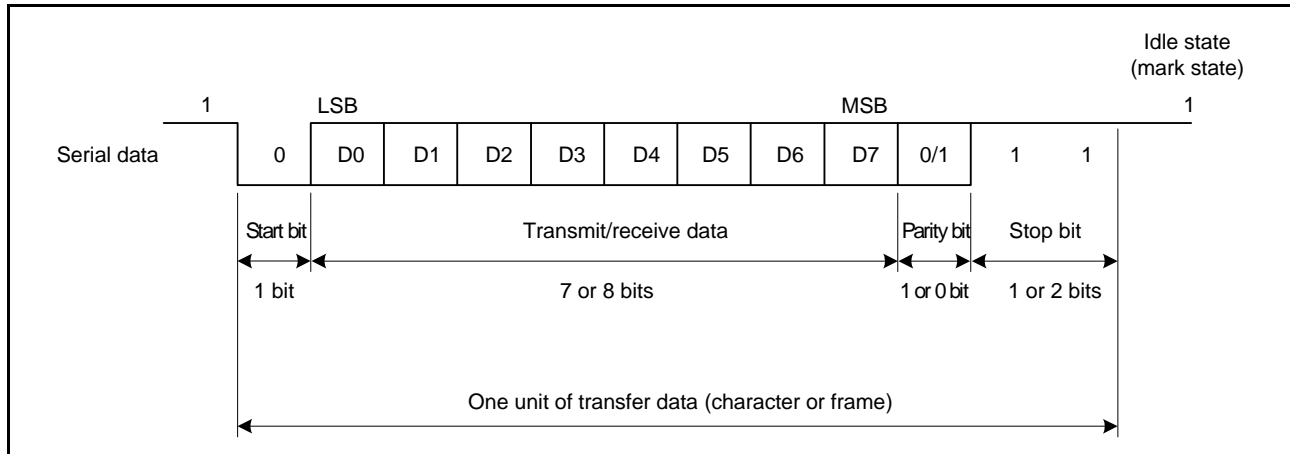 Idle state
(mark state)
1 LSB MSB 1
Serial data 0 D0 D1 D2 D3 D4 D5 D6 D7 0/1 1 1
Start bit Transmit/receive data Parity bit Stop bit
1 bit 7 or 8 bits 1 or 0 bit 1 or 2 bits
One unit of transfer data (character or frame)